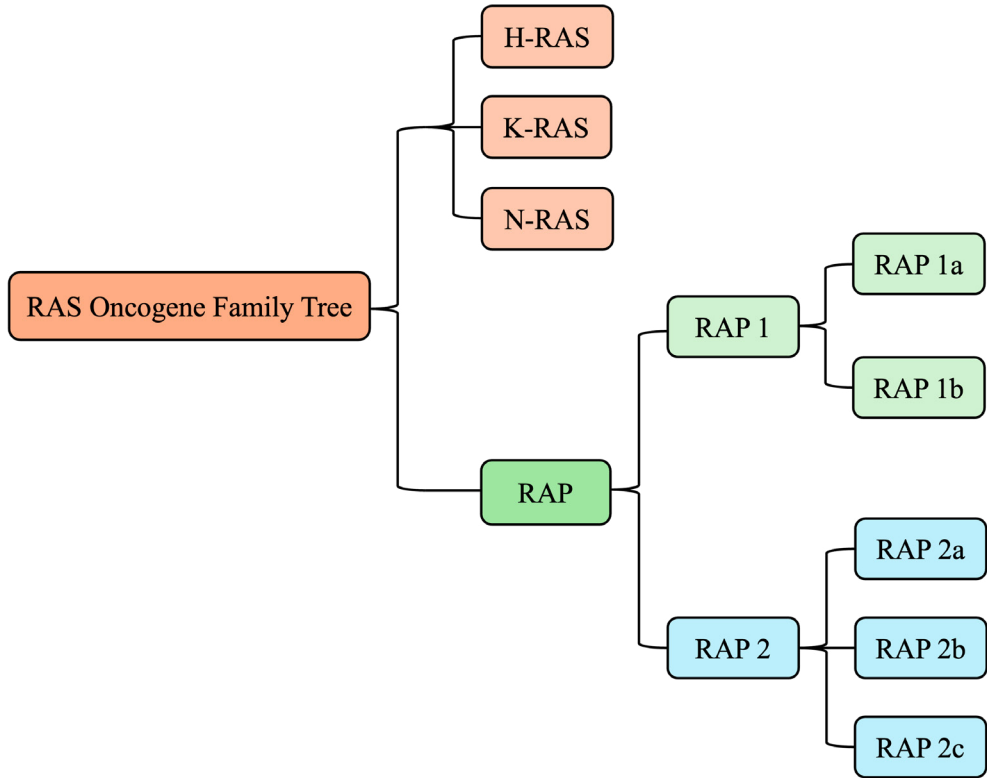 H-RAS
K-RAS
N-RAS
RAS Oncogene Family Tree
RAP 1a
RAP 1
RAP 1b
RAP
RAP 2a
RAP 2
RAP 2b
RAP 2c